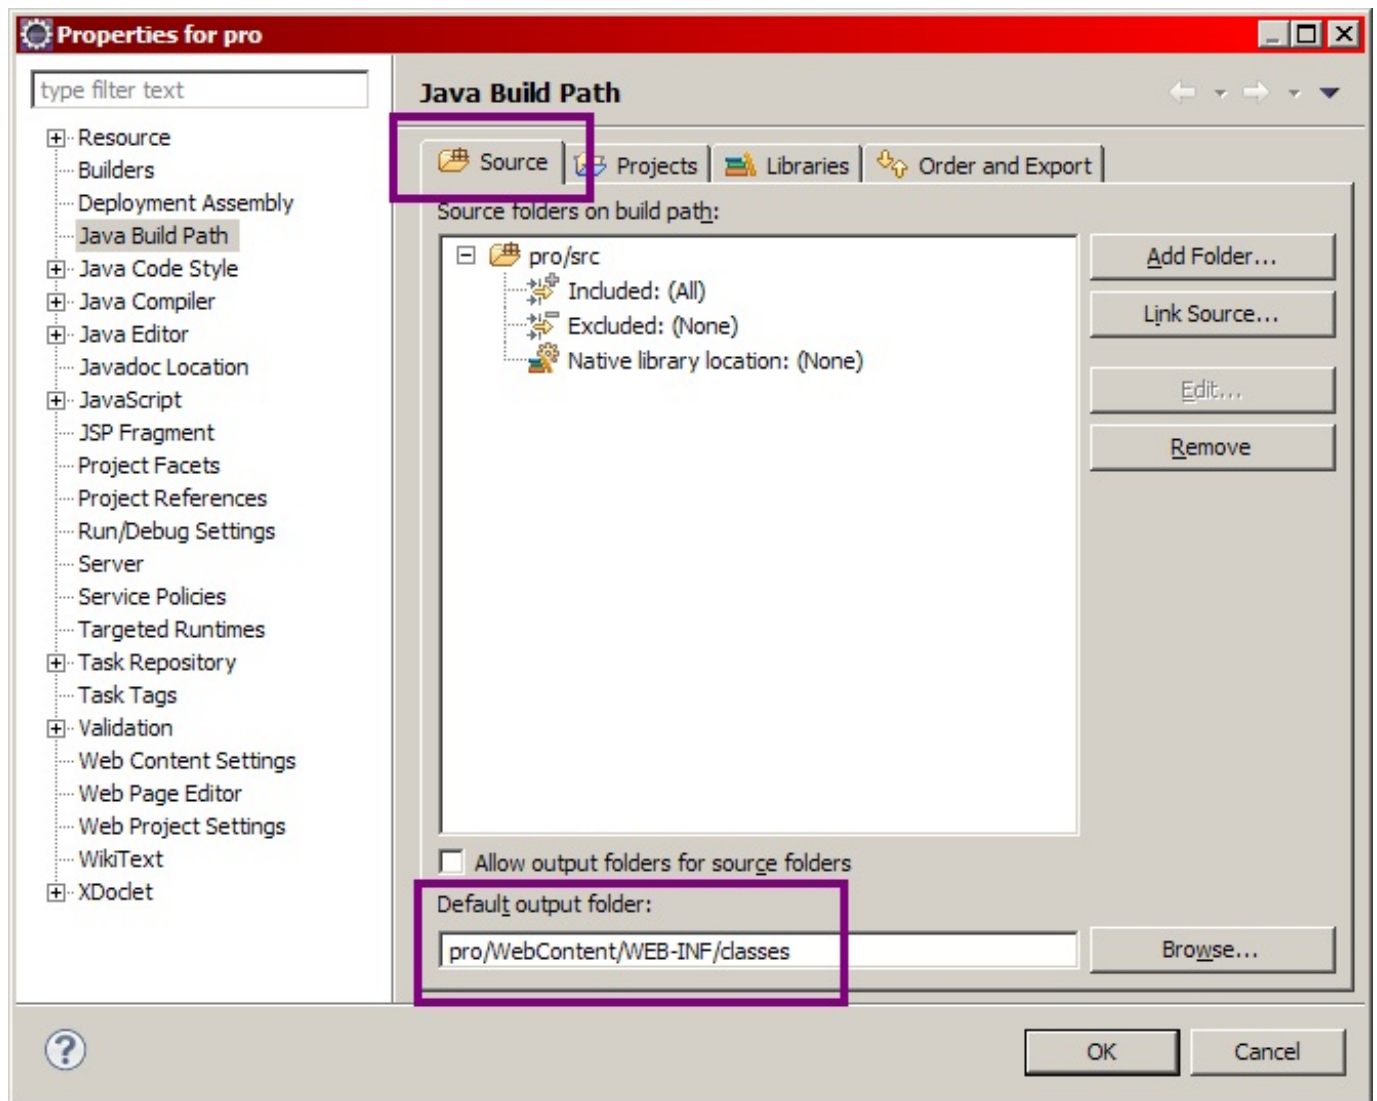 Properties for pro
type filter text
Resource
Builders
Deployment Assembly
Java Build Path
Java Code Style
Java Compiler
Java Editor
Javadoc Location
JavaScript
JSP Fragment
Project Facets
Project References
Run/Debug Settings
Server
Service Policies
Targeted Runtimes
Task Repository
Task Tags
Validation
Web Content Settings
Web Page Editor
Web Project Settings
WikiText
XDoclet
Java Build Path
Source Projects Libraries Order and Export
Source folders on build path:
pro/src
Included: (All)
Excluded: (None)
Native library location: (None)
Add Folder...
Link Source...
Edit...
Remove
Allow output folders for source folders
Default output folder:
pro/WebContent/WEB-INF/classes
Browse...
?
OK Cancel